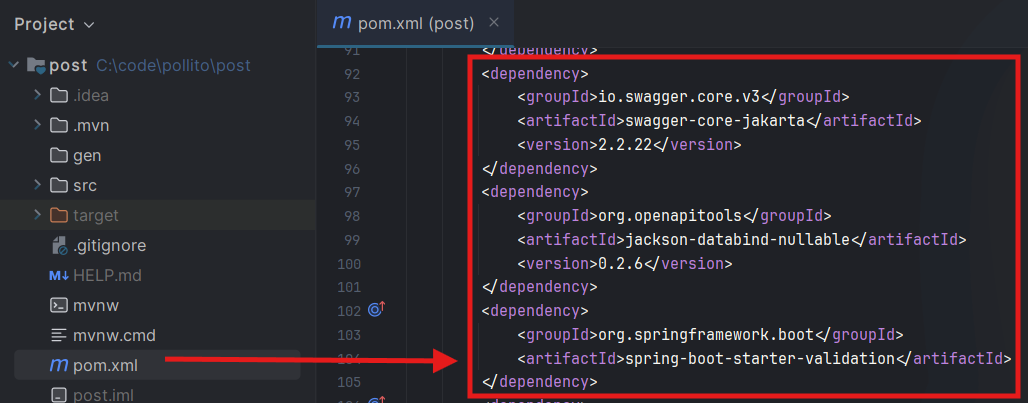 Project
post C:\code\pollito\post
.idea
.mvn
gen
src
target
.gitignore
M↓ HELP.md
mvnw
mvnw.cmd
m pom.xml
post.iml
m pom.xml (post) ×
91 </dependency>
92 <dependency>
93 <groupId>io.swagger.core.v3</groupId>
94 <artifactId>swagger-core-jakarta</artifactId>
95 <version>2.2.22</version>
96 </dependency>
97 <dependency>
98 <groupId>org.openapitools</groupId>
99 <artifactId>jackson-databind-nullable</artifactId>
100 <version>0.2.6</version>
101 </dependency>
102 <dependency>
103 <groupId>org.springframework.boot</groupId>
104 <artifactId>spring-boot-starter-validation</artifactId>
105 </dependency>
<dependency>